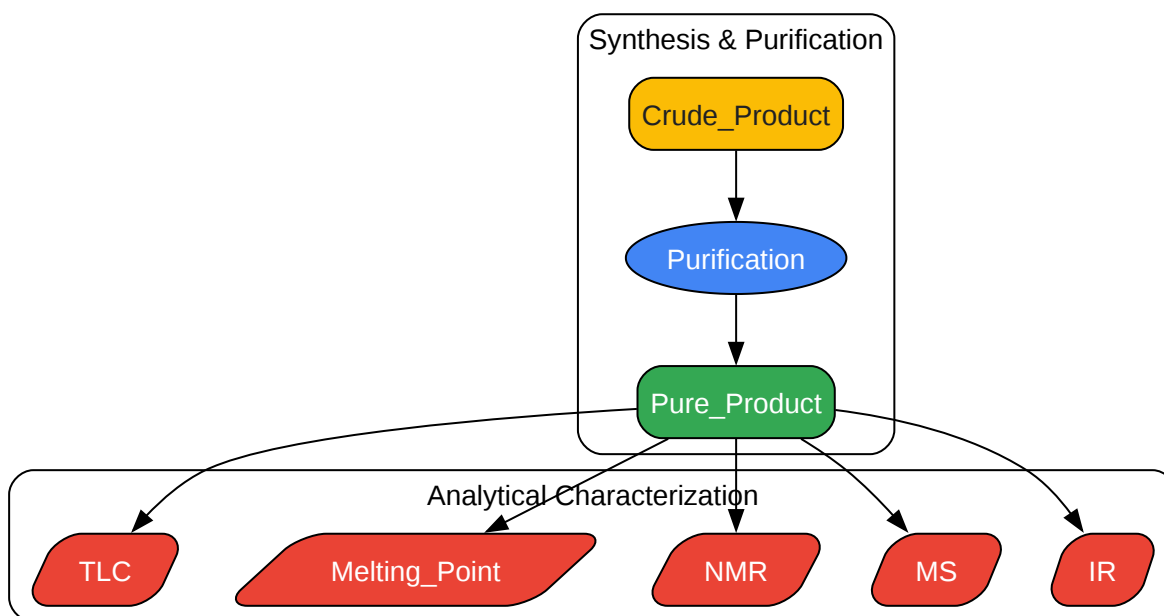 Synthesis & Purification
Crude_Product
Purification
Pure_Product
Analytical Characterization
TLC
Melting_Point
NMR
MS
IR